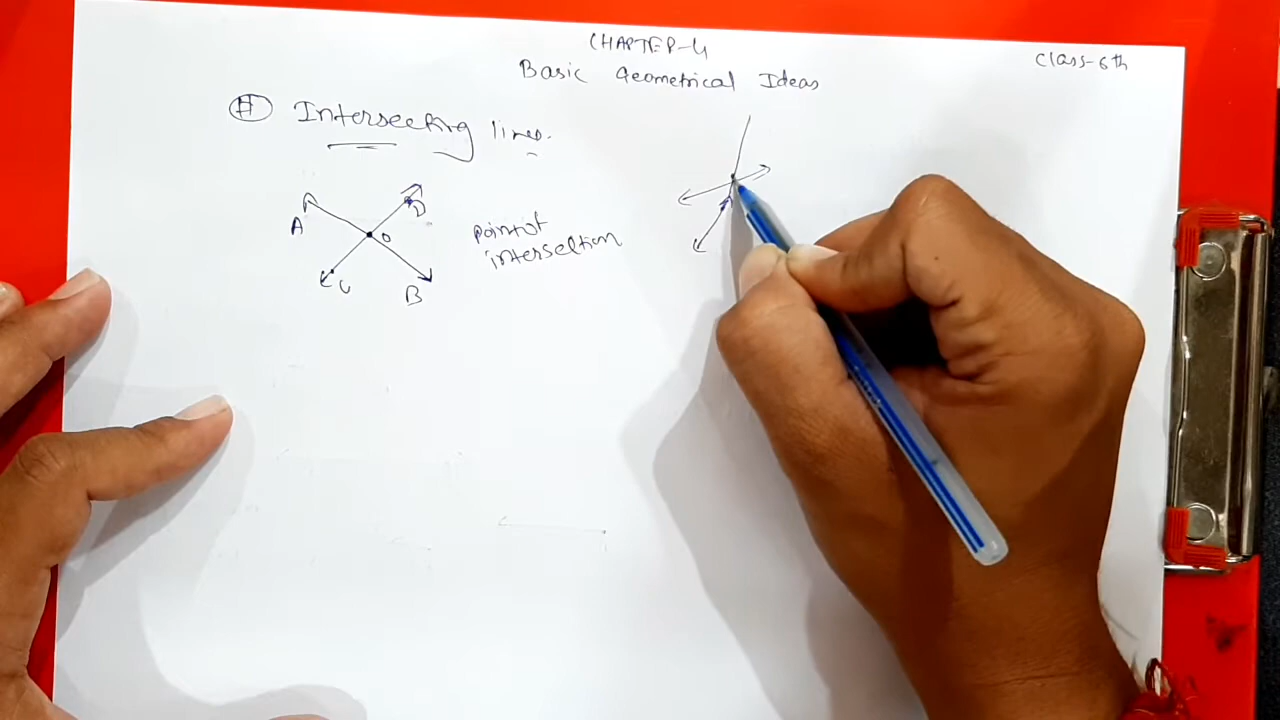 CHAPTER-4
Class-6th
Basic Geometrical Ideas
# Intersecting lines.
A
D
O
C
B
point of
intersection